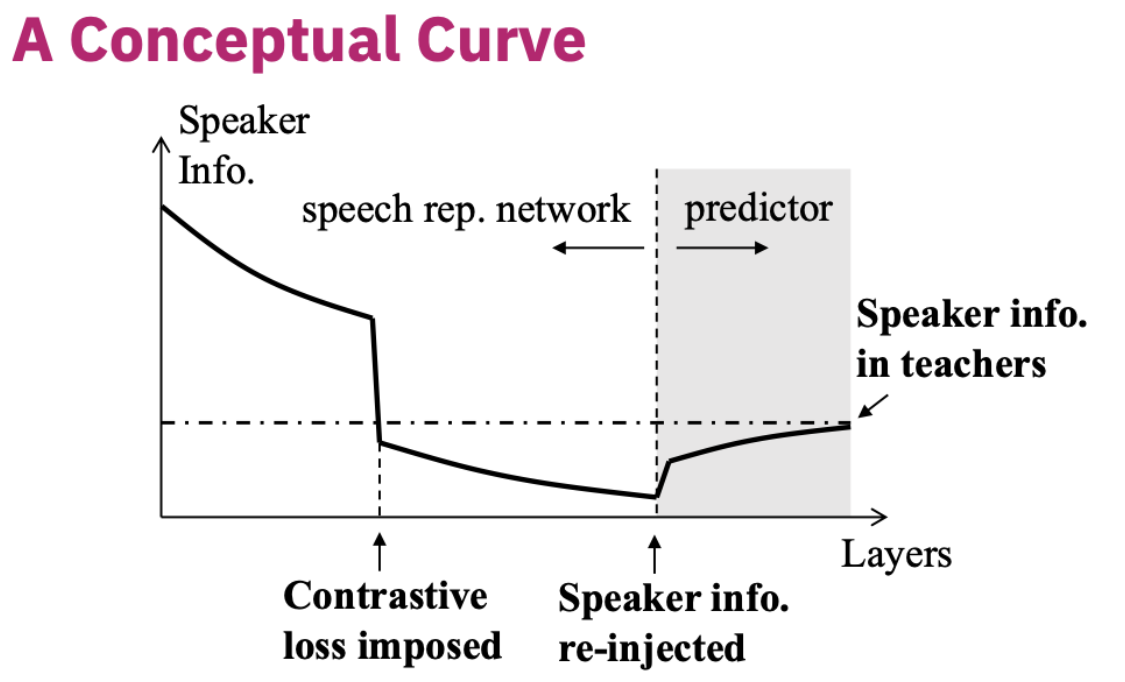 A Conceptual Curve
Speaker
Info.
speech rep. network
predictor
Speaker info.
in teachers
Layers
Contrastive
loss imposed
Speaker info.
re-injected